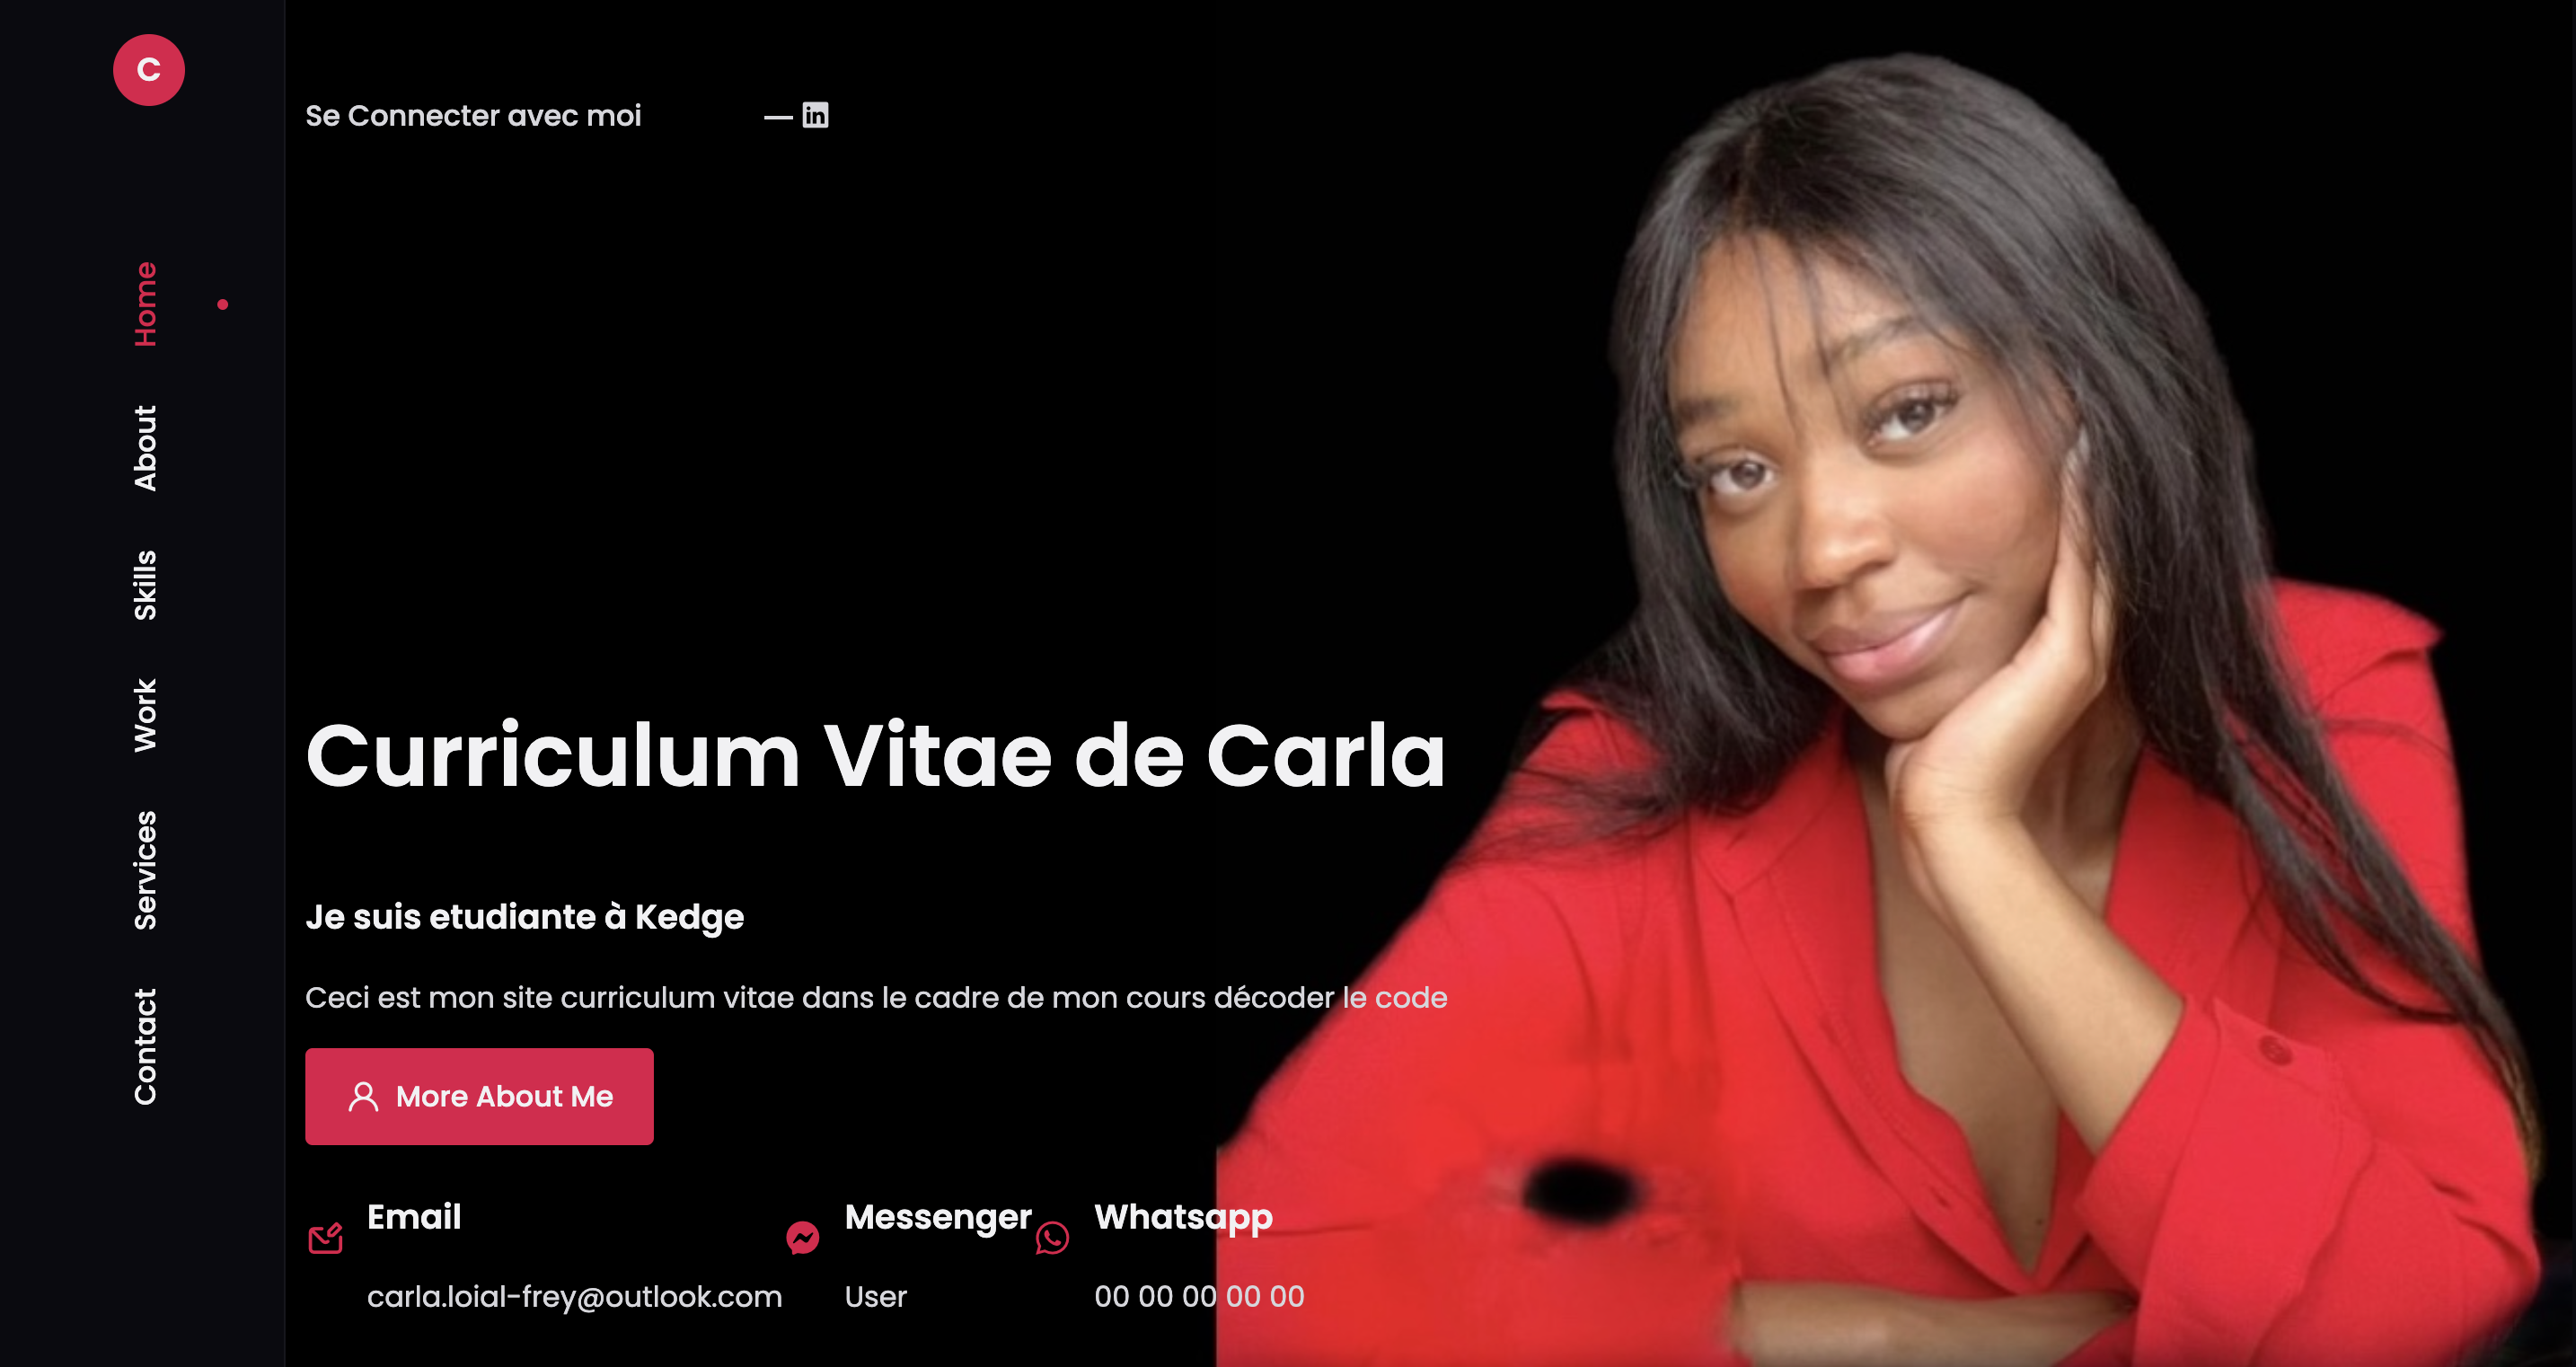 C
Home
About
Skills
Work
Services
Contact
Se Connecter avec moi
in
Curriculum Vitae de Carla
Je suis etudiante à Kedge
Ceci est mon site curriculum vitae dans le cadre de mon cours décoder le code
More About Me
Email
carla.loial-frey@outlook.com
Messenger
User
Whatsapp
00 00 00 00 00